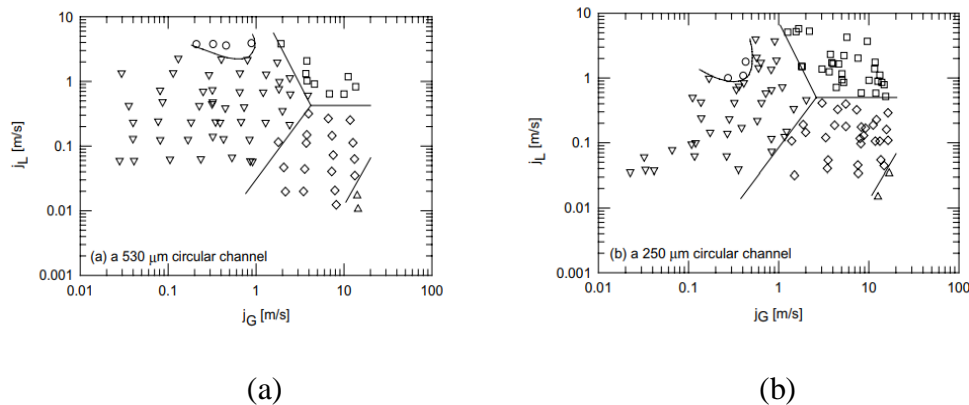 10
1
0.1
0.01
0.001
j_L [m/s]
(a) a 530 μm circular channel
0.01 0.1 1 10 100
j_G [m/s]
10
1
0.1
0.01
0.001
j_L [m/s]
(b) a 250 μm circular channel
0.01 0.1 1 10 100
j_G [m/s]
(a)
(b)